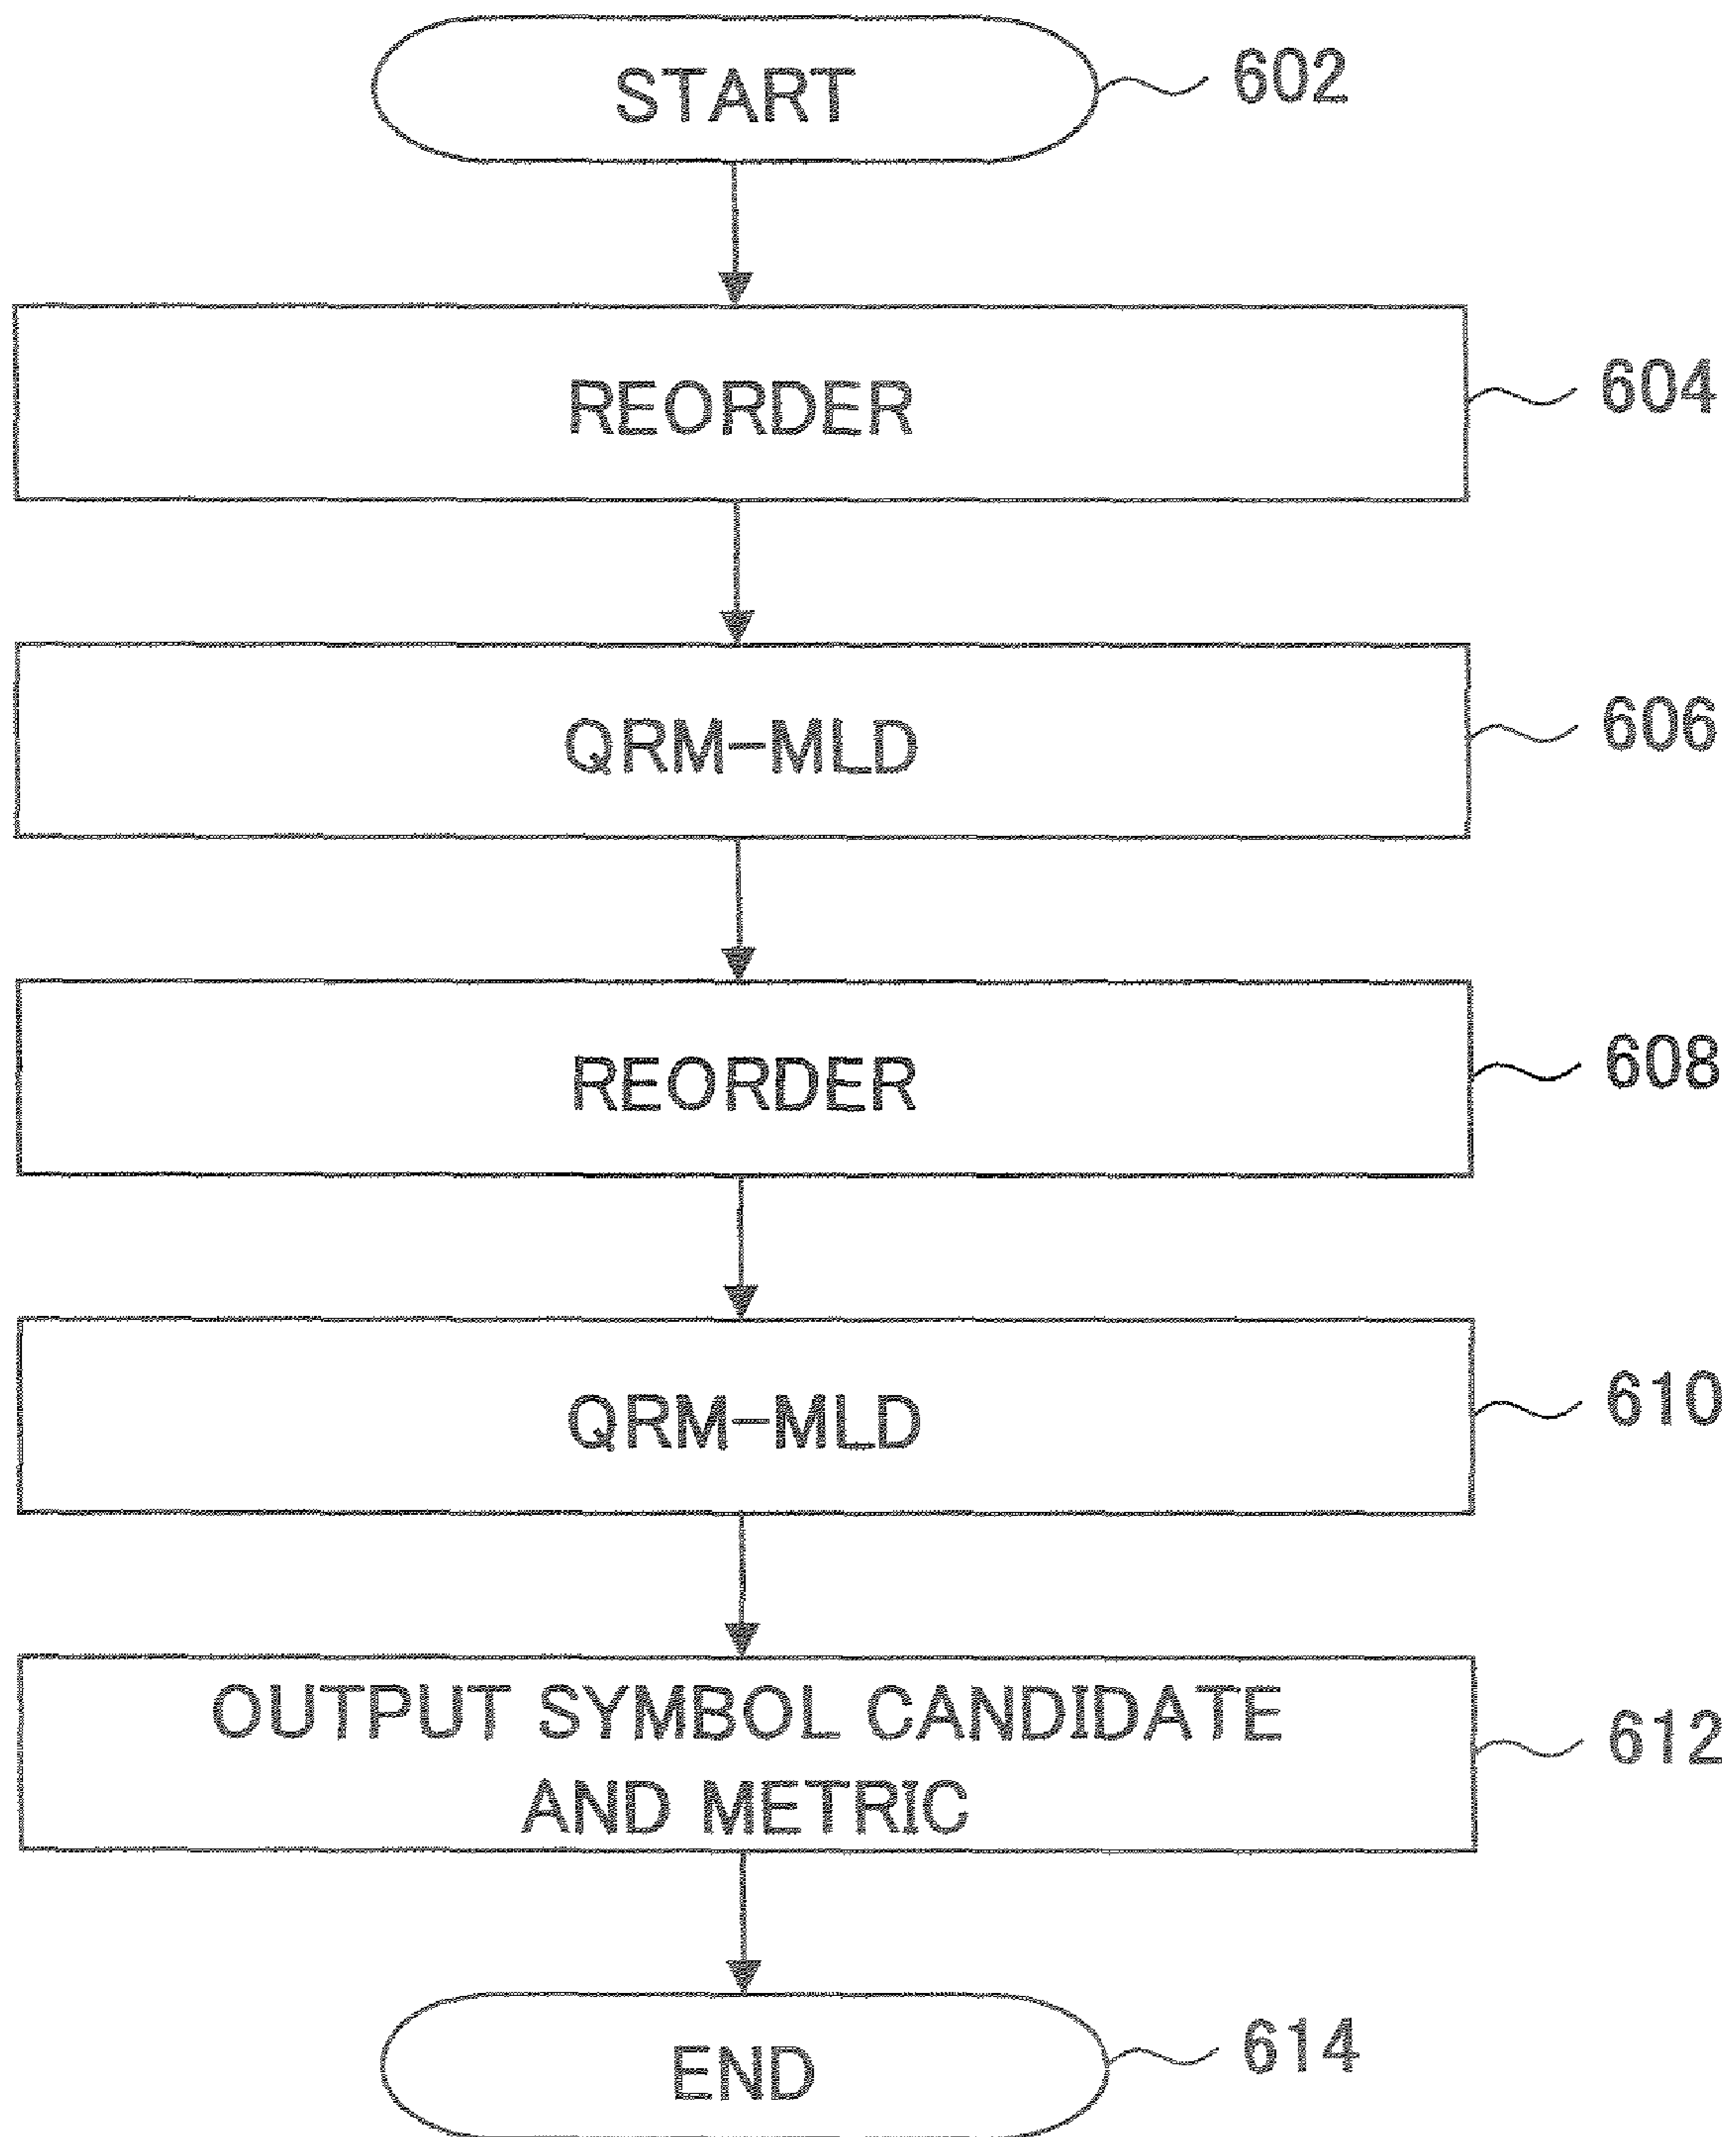 START 602
REORDER 604
QRM-MLD 606
REORDER 608
QRM-MLD 610
OUTPUT SYMBOL CANDIDATE
AND METRIC
612
END 614